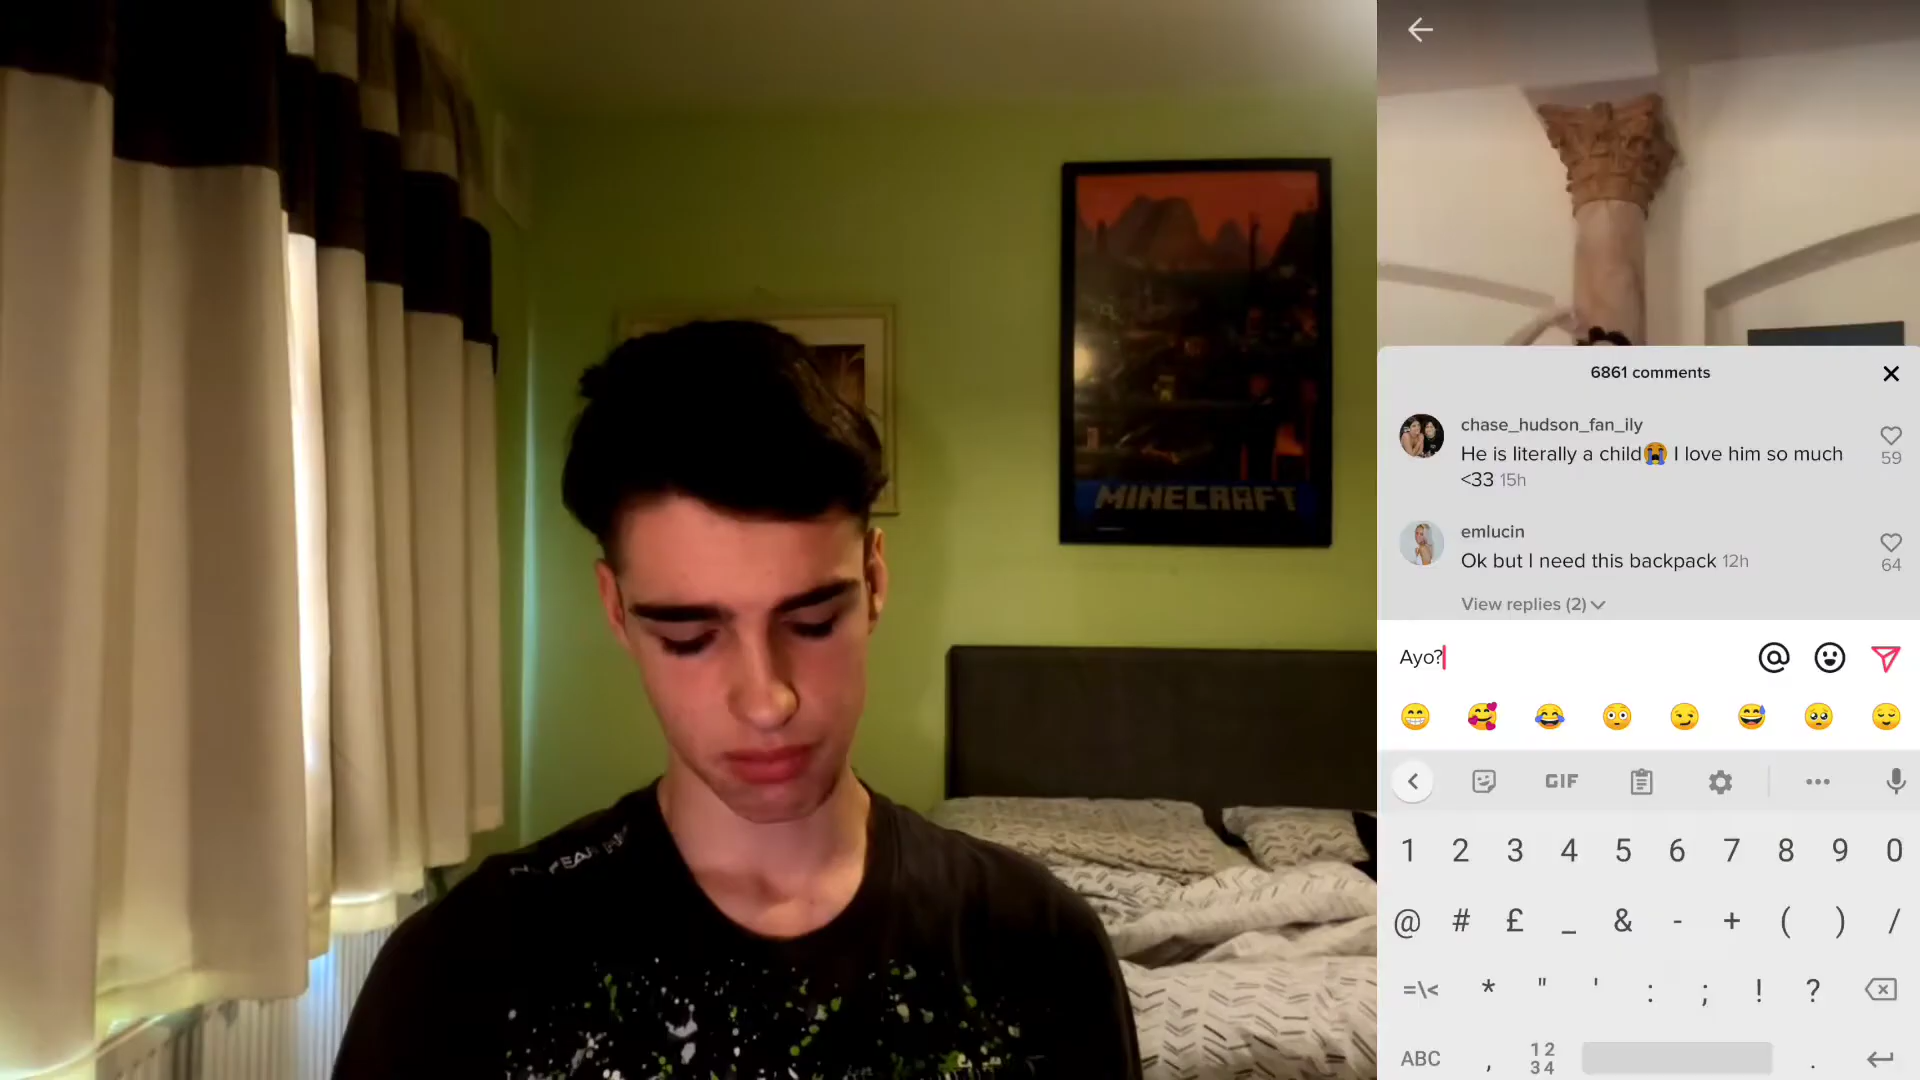 MINECRAFT
6861 comments
chase_hudson_fan_ily
He is literally a child😭 I love him so much
<33 15h
59
emlucin
Ok but I need this backpack 12h
64
View replies (2)
Ayo?
GIF
1 2 3 4 5 6 7 8 9 0
@ # £ _ & - + ( ) /
=\< * " ' : ; ! ?
ABC , 12 .
34